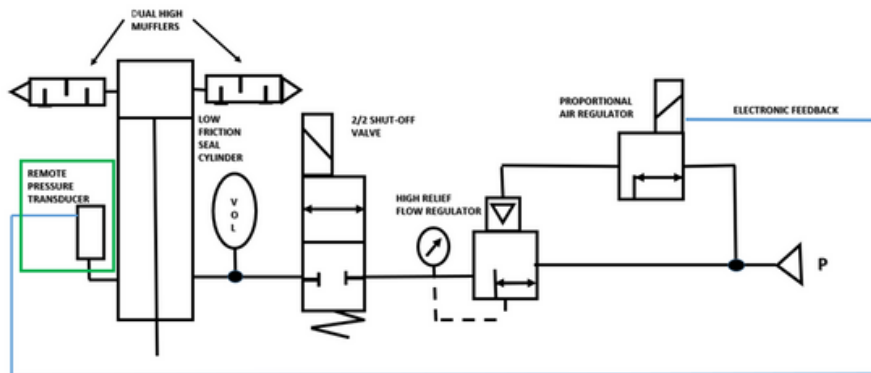 DUAL HIGH
MUFFLERS
LOW
FRICTION
SEAL
CYLINDER
2/2 SHUT-OFF
VALVE
PROPORTIONAL
AIR REGULATOR
ELECTRONIC FEEDBACK
REMOTE
PRESSURE
TRANSDUCER
V
O
L
HIGH RELIEF
FLOW REGULATOR
P